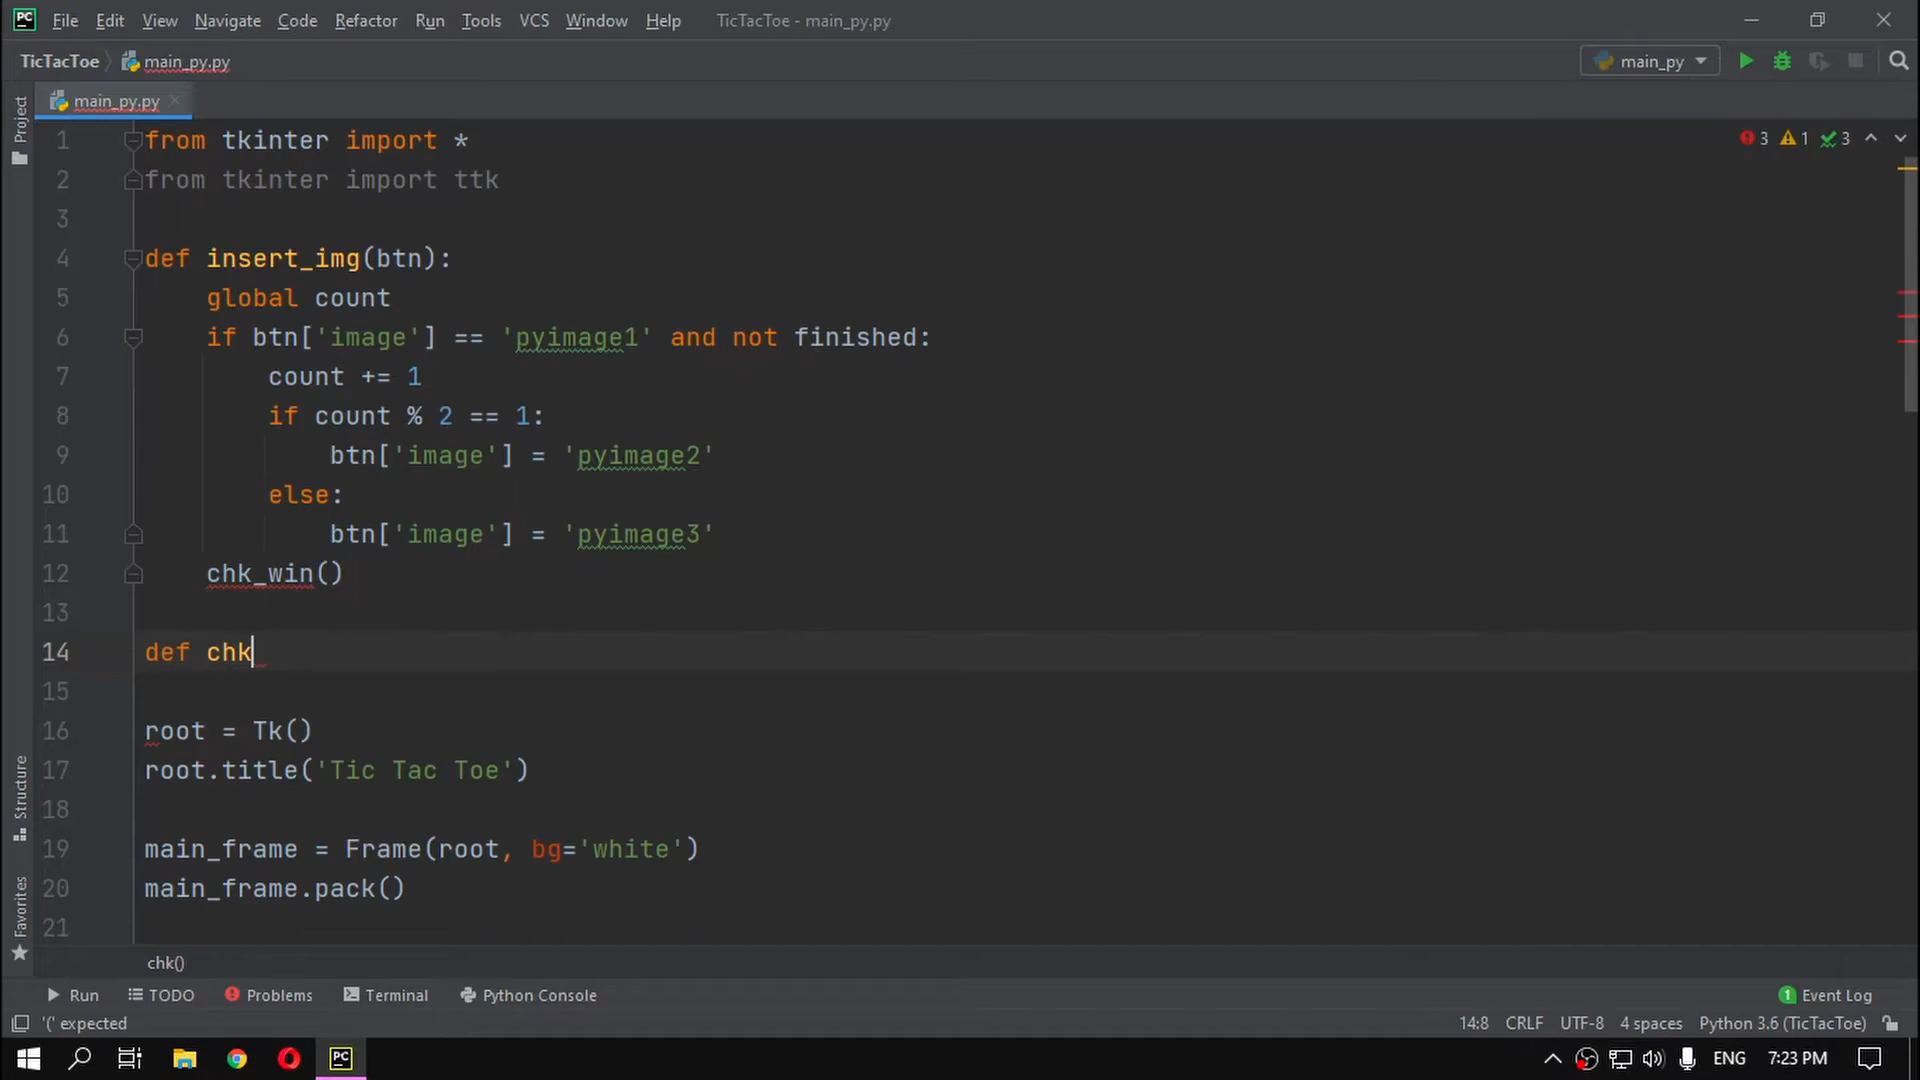 PC File Edit View Navigate Code Refactor Run Tools VCS Window Help TicTacToe - main_py.py
TicTacToe main_py.py main_py
main_py.py
Project
1 from tkinter import * 3 1 3
2 from tkinter import ttk
3
4 def insert_img(btn):
5 global count
6 if btn['image'] == 'pyimage1' and not finished:
7 count += 1
8 if count % 2 == 1:
9 btn['image'] = 'pyimage2'
10 else:
11 btn['image'] = 'pyimage3'
12 chk_win()
13
14 def chk
15
16 root = Tk()
17 root.title('Tic Tac Toe')
18
19 main_frame = Frame(root, bg='white')
20 main_frame.pack()
21
Structure
Favorites
chk()
Run TODO Problems Terminal Python Console 1 Event Log
'(' expected 14:8 CRLF UTF-8 4 spaces Python 3.6 (TicTacToe)
PC ENG 7:23 PM